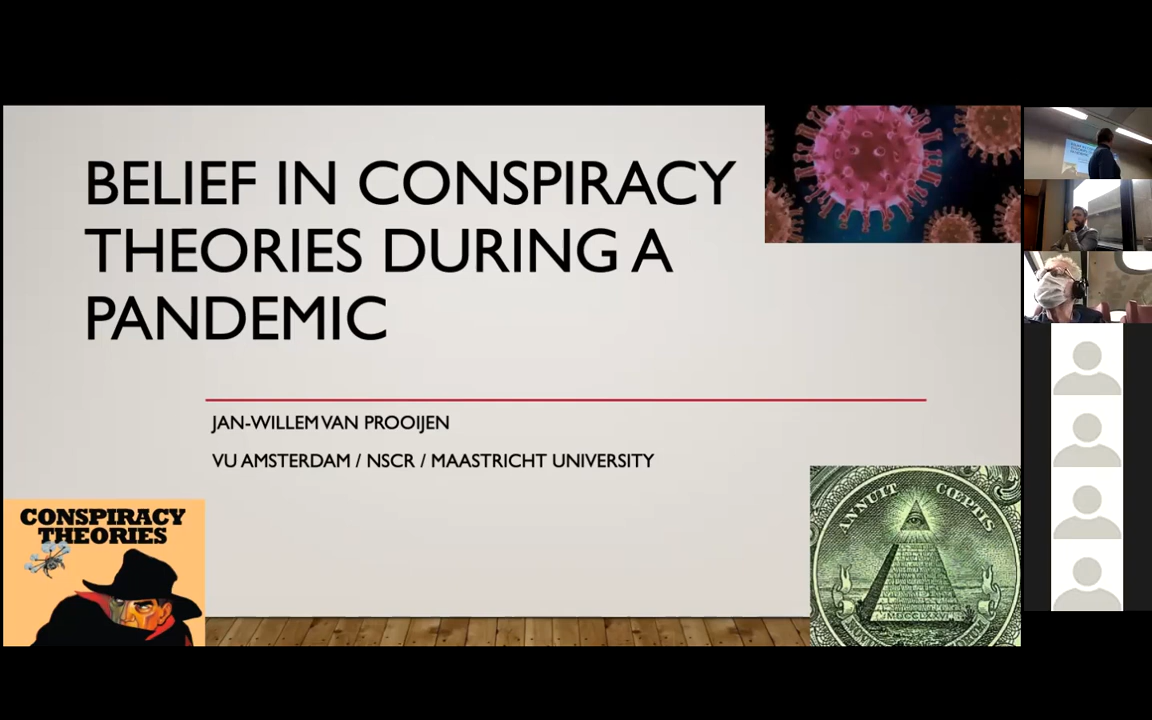 BELIEF IN CONSPIRACY
THEORIES DURING A
PANDEMIC
JAN-WILLEM VAN PROOIJEN
VU AMSTERDAM / NSCR / MAASTRICHT UNIVERSITY
CONSPIRACY
THEORIES
ANNUIT CŒPTIS
MDCCLXXVI